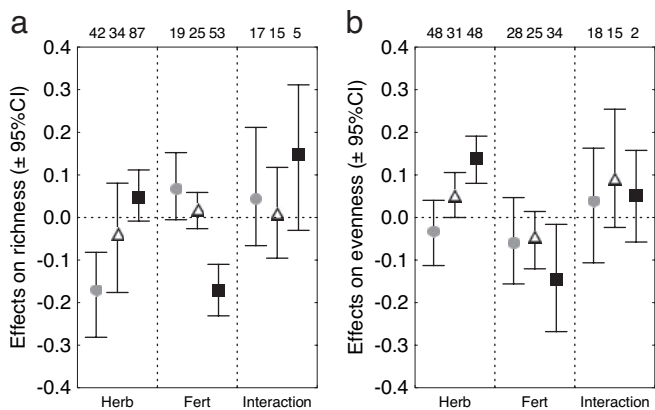 a
42 34 87 19 25 53 17 15 5
Effects on richness (± 95%CI)
0.4
0.3
0.2
0.1
0.0
-0.1
-0.2
-0.3
-0.4
Herb Fert Interaction
b
48 31 48 28 25 34 18 15 2
Effects on evenness (± 95%CI)
0.4
0.3
0.2
0.1
0.0
-0.1
-0.2
-0.3
-0.4
Herb Fert Interaction